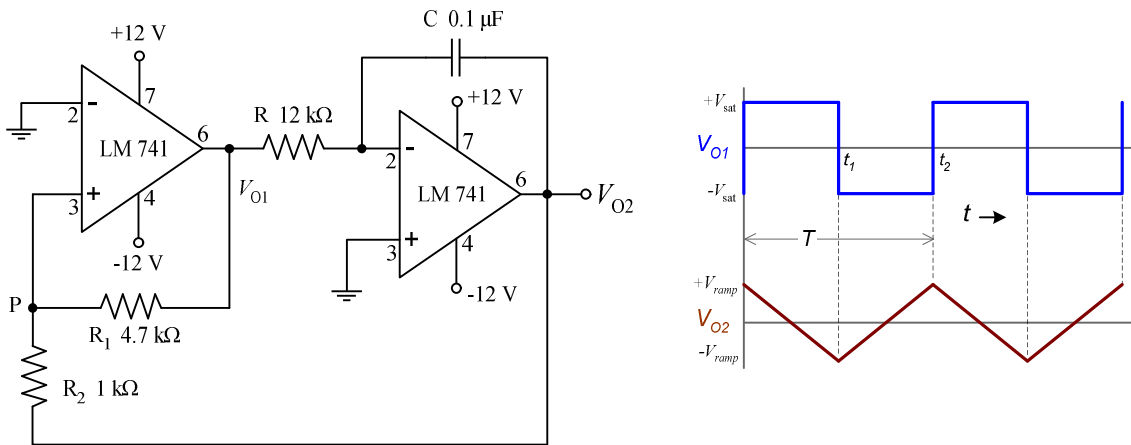 C 0.1 µF
+12 V
7
2
-
LM 741
6
+
3
4
-12 V
V_O1
R 12 kΩ
+12 V
7
2
-
LM 741
6
V_O2
+
3
4
-12 V
P
R_1 4.7 kΩ
R_2 1 kΩ
+V_sat
V_O1
t_1
t_2
-V_sat
t →
T
+V_ramp
V_O2
-V_ramp